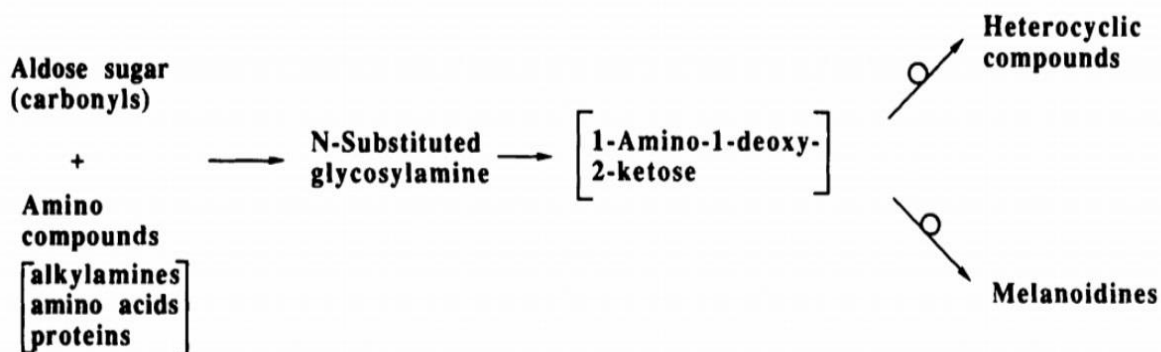 Aldose sugar
(carbonyls)
+
Amino
compounds
alkylamines
amino acids
proteins
N-Substituted
glycosylamine
1-Amino-1-deoxy-
2-ketose
Heterocyclic
compounds
Melanoidines